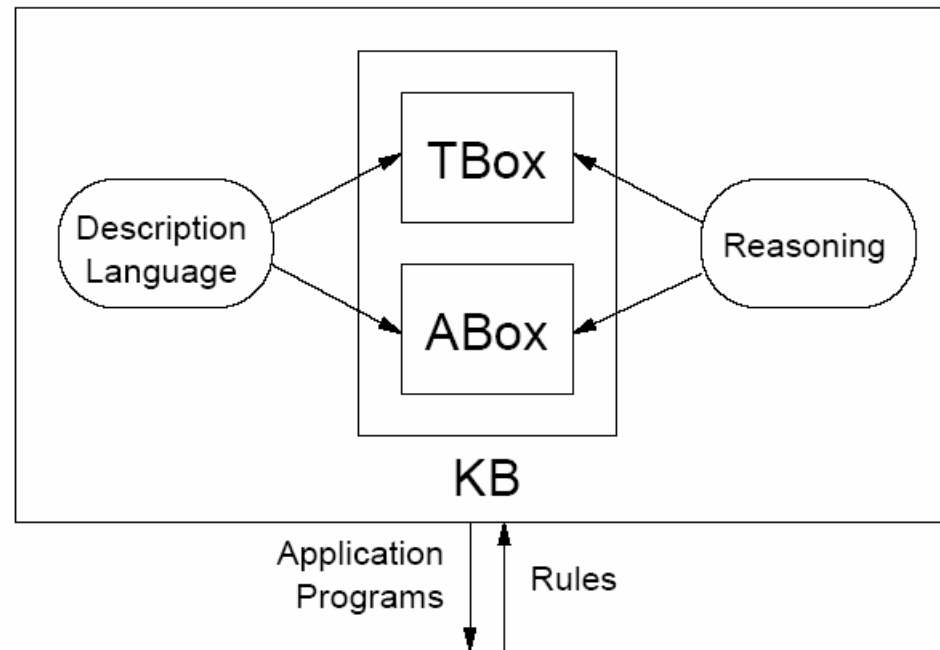 TBox
Description
Language
Reasoning
ABox
KB
Application
Programs
Rules